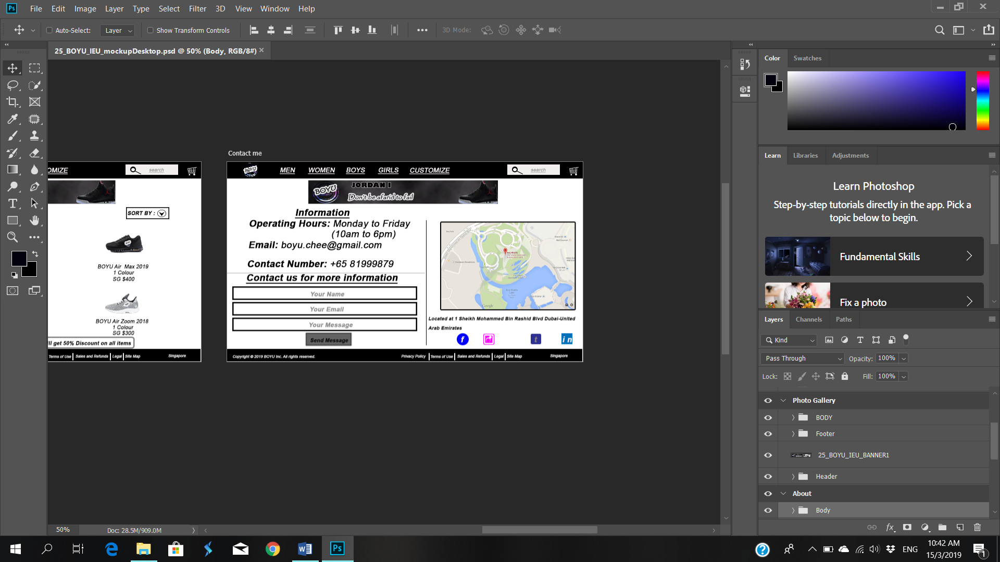 Ps File Edit Image Layer Type Select Filter 3D View Window Help
Auto-Select: Layer Show Transform Controls 3D Mode:
25_BOYU_IEU_mockupDesktop.psd @ 50% (Body, RGB/8#)
OMIZE search
SORT BY :
BOYU Air Max 2019
1 Colour
SG $400
BOYU Air Zoom 2018
1 Colour
SG $300
ll get 50% Discount on all items
Terms of Use Sales and Refunds Legal Site Map Singapore
Contact me
BOYU MEN WOMEN BOYS GIRLS CUSTOMIZE search
BOYU JORDAN I
Don't be afarid to fail
Information
Operating Hours: Monday to Friday
(10am to 6pm)
Email: boyu.chee@gmail.com
Contact Number: +65 81999879
Contact us for more information
Your Name
Your Email
Your Message
Send Message
Google
Located at 1 Sheikh Mohammed Bin Rashid Blvd Dubai-United
Arab Emirates
f t in
Copyright © 2019 BOYU Inc. All rights reserved. Privacy Policy Terms of Use Sales and Refunds Legal Site Map Singapore
50% Doc: 28.5M/909.0M
Color Swatches
Learn Libraries Adjustments
Learn Photoshop
Step-by-step tutorials directly in the app. Pick a
topic below to begin.
Fundamental Skills
Fix a photo
Layers Channels Paths
Kind
Pass Through Opacity: 100%
Lock: Fill: 100%
Photo Gallery
BODY
Footer
25_BOYU_IEU_BANNER1
Header
About
Body
fx
ENG
10:42 AM
15/3/2019
1